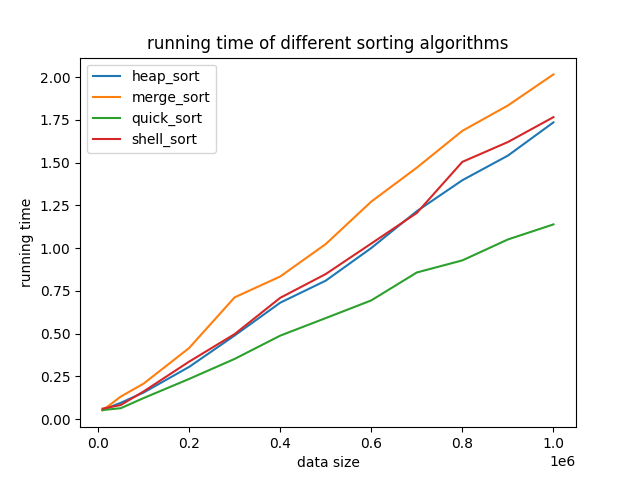 running time of different sorting algorithms
heap_sort
merge_sort
quick_sort
shell_sort
running time
2.00
1.75
1.50
1.25
1.00
0.75
0.50
0.25
0.00
0.0 0.2 0.4 0.6 0.8 1.0
1e6
data size